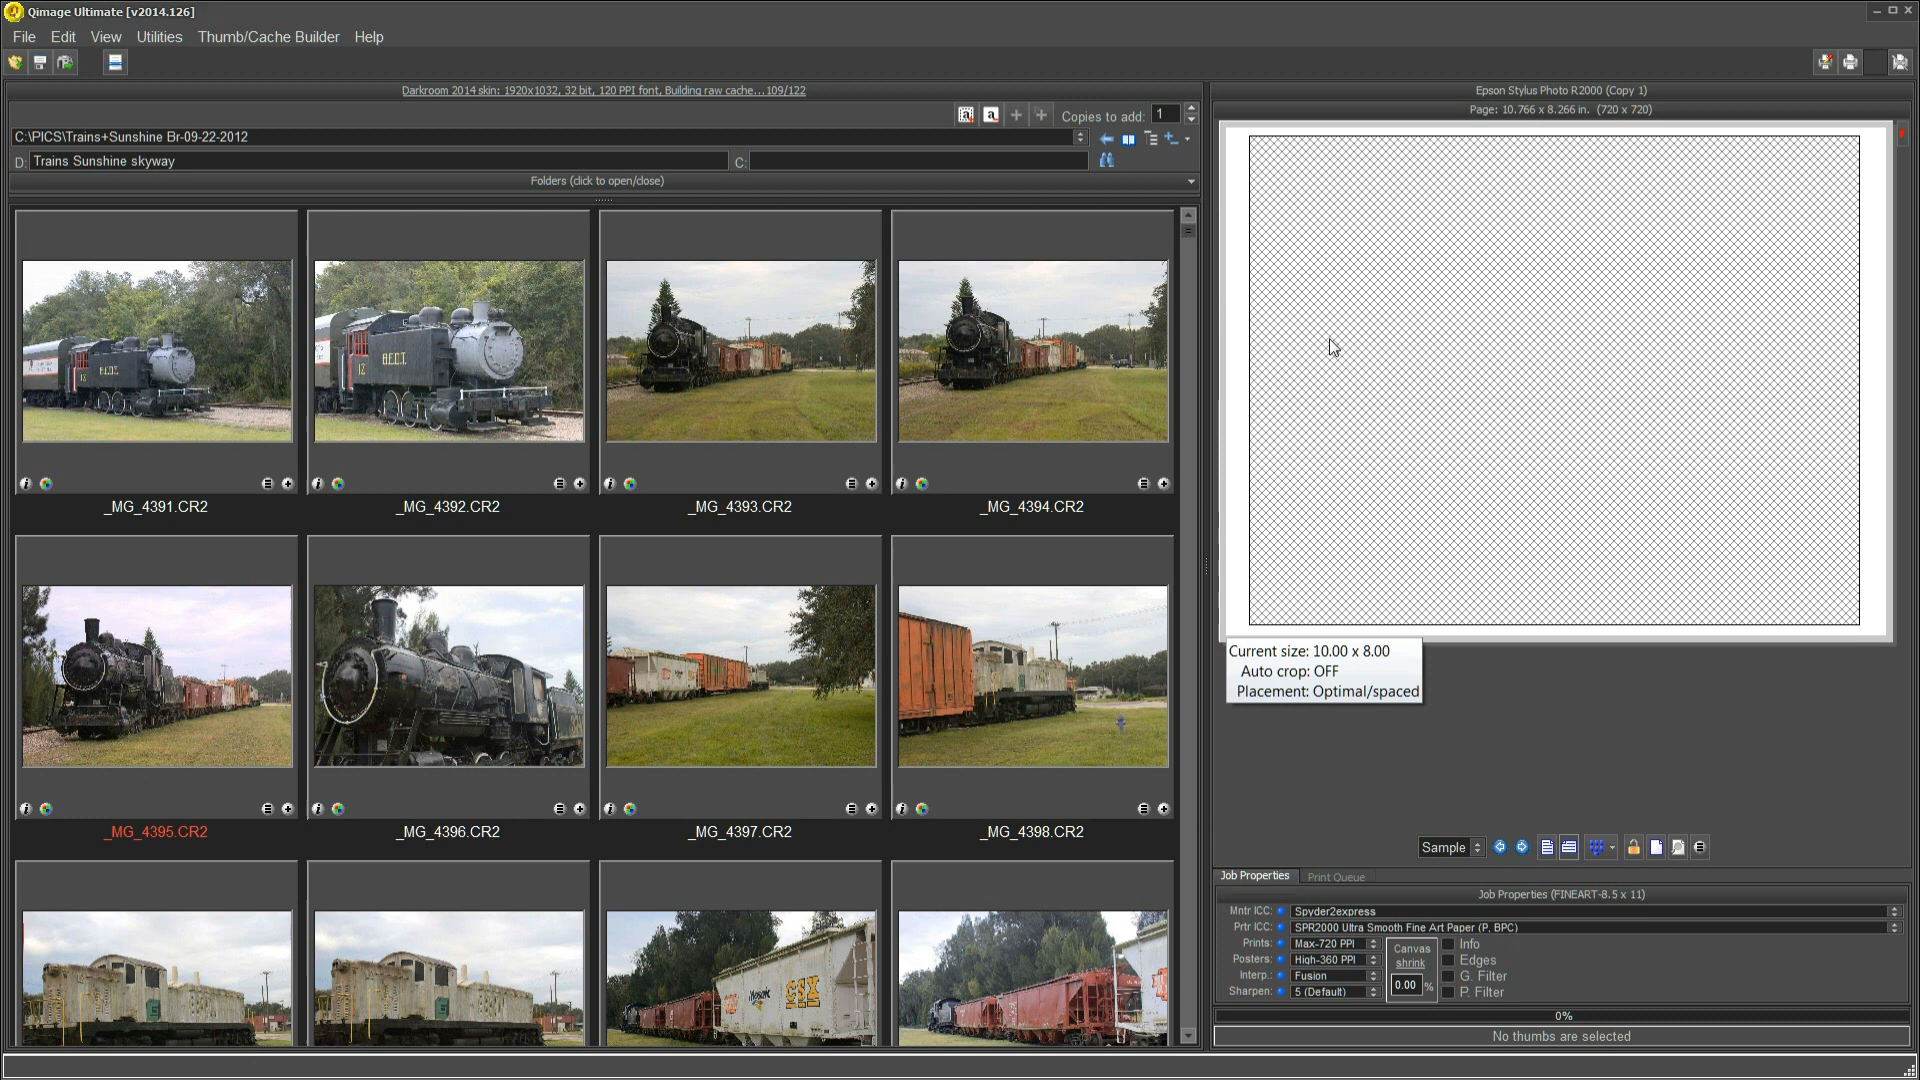 Qimage Ultimate [v2014.126]
File Edit View Utilities Thumb/Cache Builder Help
Darkroom 2014 skin: 1920x1032, 32 bit, 120 PPI font, Building raw cache...109/122
Epson Stylus Photo R2000 (Copy 1)
Page: 10.766 x 8.266 in. (720 x 720)
a a Copies to add: 1
C:\PICS\Trains+Sunshine Br-09-22-2012
D: Trains Sunshine skyway C:
Folders (click to open/close)
12 B.E.D.T.
12 B.E.D.T.
_MG_4391.CR2 _MG_4392.CR2 _MG_4393.CR2 _MG_4394.CR2
Current size: 10.00 x 8.00
Auto crop: OFF
Placement: Optimal/spaced
_MG_4395.CR2 _MG_4396.CR2 _MG_4397.CR2 _MG_4398.CR2
Sample
Job Properties Print Queue
Job Properties (FINEART-8.5 x 11)
Mntr ICC: Spyder2express
Prtr ICC: SPR2000 Ultra Smooth Fine Art Paper (P, BPC)
Prints: Max-720 PPI
Posters: High-360 PPI
Interp.: Fusion
Sharpen: 5 (Default)
Canvas
shrink
0.00 %
Info
Edges
G. Filter
P. Filter
CSX
0%
No thumbs are selected